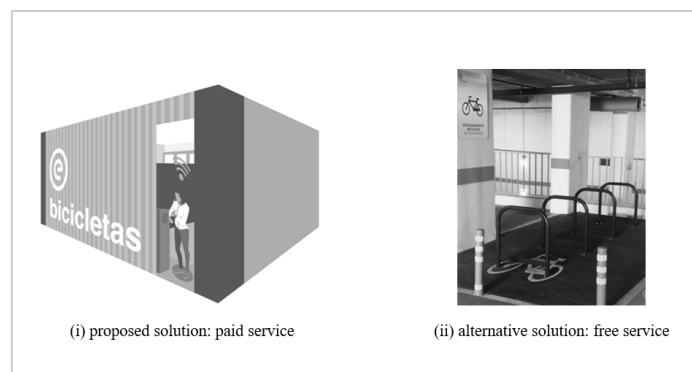 e
bicicletas
(i) proposed solution: paid service
(ii) alternative solution: free service